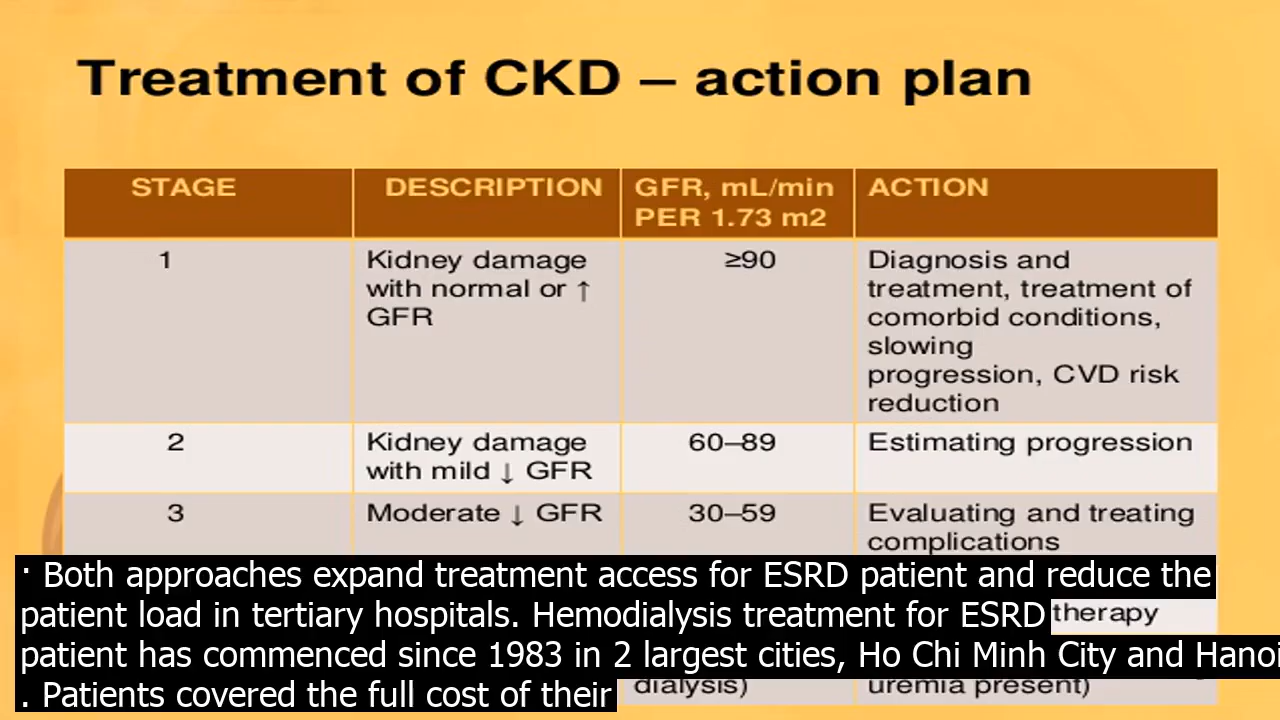 Treatment of CKD – action plan
STAGE
DESCRIPTION
GFR, mL/min
PER 1.73 m2
ACTION
1
Kidney damage
with normal or ↑
GFR
≥90
Diagnosis and
treatment, treatment of
comorbid conditions,
slowing
progression, CVD risk
reduction
2
Kidney damage
with mild ↓ GFR
60–89
Estimating progression
3
Moderate ↓ GFR
30–59
Evaluating and treating
complications
therapy
dialysis)
uremia present)
· Both approaches expand treatment access for ESRD patient and reduce the
patient load in tertiary hospitals. Hemodialysis treatment for ESRD
patient has commenced since 1983 in 2 largest cities, Ho Chi Minh City and Hanoi
. Patients covered the full cost of their